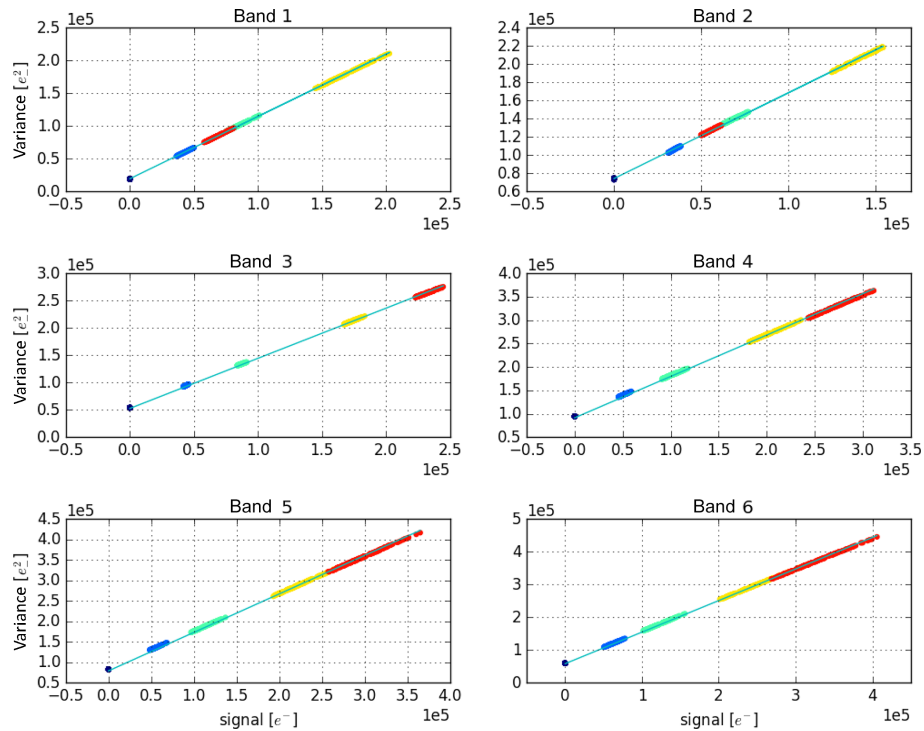 Band 1
Band 2
1e5
1e5
Variance [e²₋]
2.5
2.0
1.5
1.0
0.5
0.0
2.4
2.2
2.0
1.8
1.6
1.4
1.2
1.0
0.8
0.6
−0.5 0.0 0.5 1.0 1.5 2.0 2.5
1e5
−0.5 0.0 0.5 1.0 1.5
1e5
Band 3
Band 4
1e5
1e5
Variance [e²₋]
3.0
2.5
2.0
1.5
1.0
0.5
0.0
4.0
3.5
3.0
2.5
2.0
1.5
1.0
0.5
−0.5 0.0 0.5 1.0 1.5 2.0 2.5
1e5
−0.5 0.0 0.5 1.0 1.5 2.0 2.5 3.0 3.5
1e5
Band 5
Band 6
1e5
1e5
Variance [e²₋]
4.5
4.0
3.5
3.0
2.5
2.0
1.5
1.0
0.5
5
4
3
2
1
0
−0.5 0.0 0.5 1.0 1.5 2.0 2.5 3.0 3.5 4.0
signal [e⁻]
1e5
0 1 2 3 4
signal [e⁻]
1e5